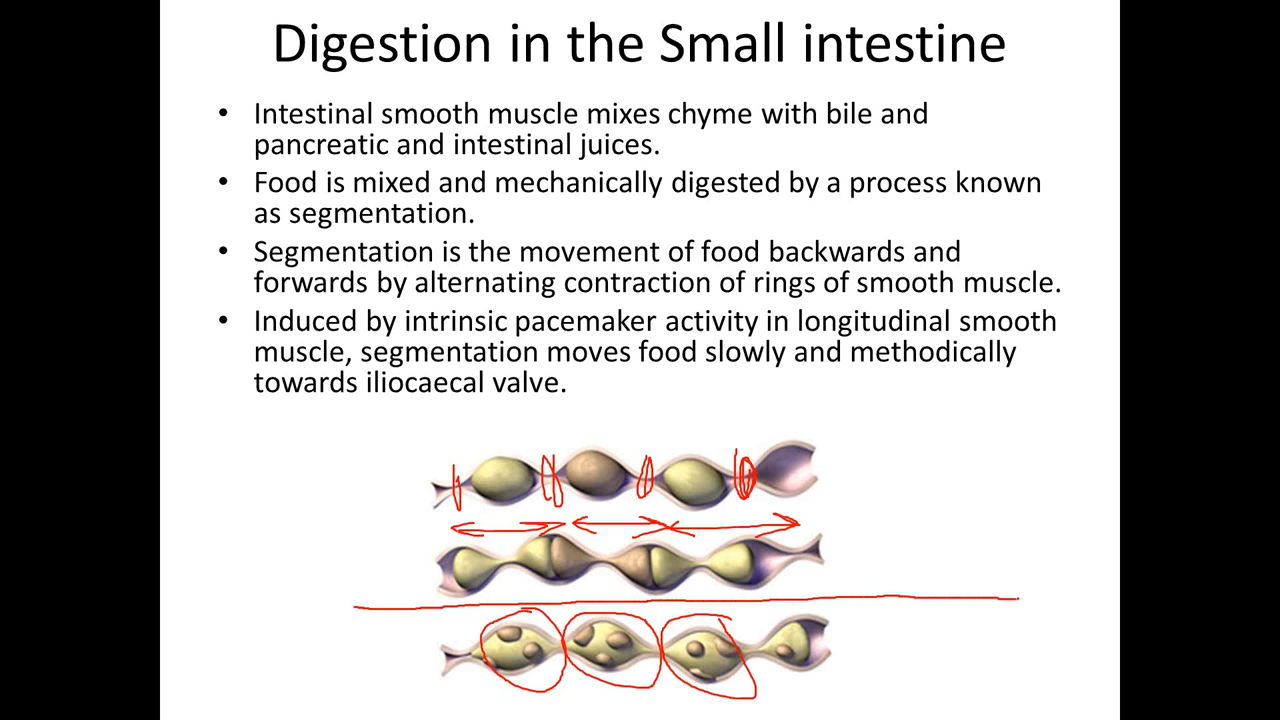 Digestion in the Small intestine
• Intestinal smooth muscle mixes chyme with bile and
pancreatic and intestinal juices.
• Food is mixed and mechanically digested by a process known
as segmentation.
• Segmentation is the movement of food backwards and
forwards by alternating contraction of rings of smooth muscle.
• Induced by intrinsic pacemaker activity in longitudinal smooth
muscle, segmentation moves food slowly and methodically
towards iliocaecal valve.